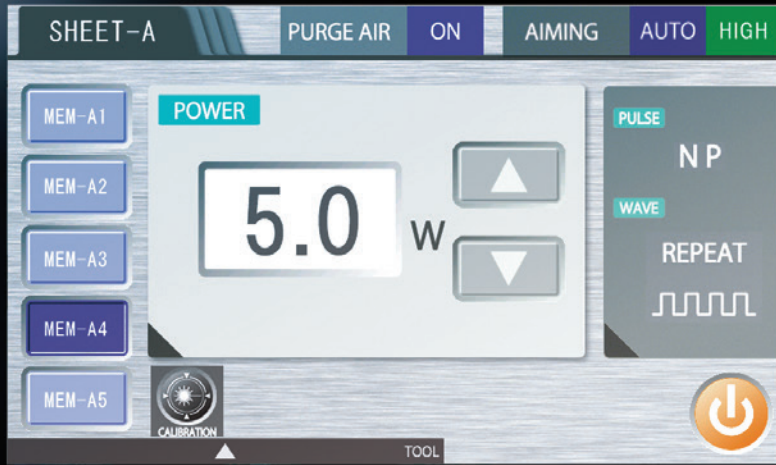 SHEET-A
PURGE AIR ON
AIMING AUTO HIGH
MEM-A1
MEM-A2
MEM-A3
MEM-A4
MEM-A5
POWER
5.0 W
PULSE
N P
WAVE
REPEAT
CALIBRATION
TOOL